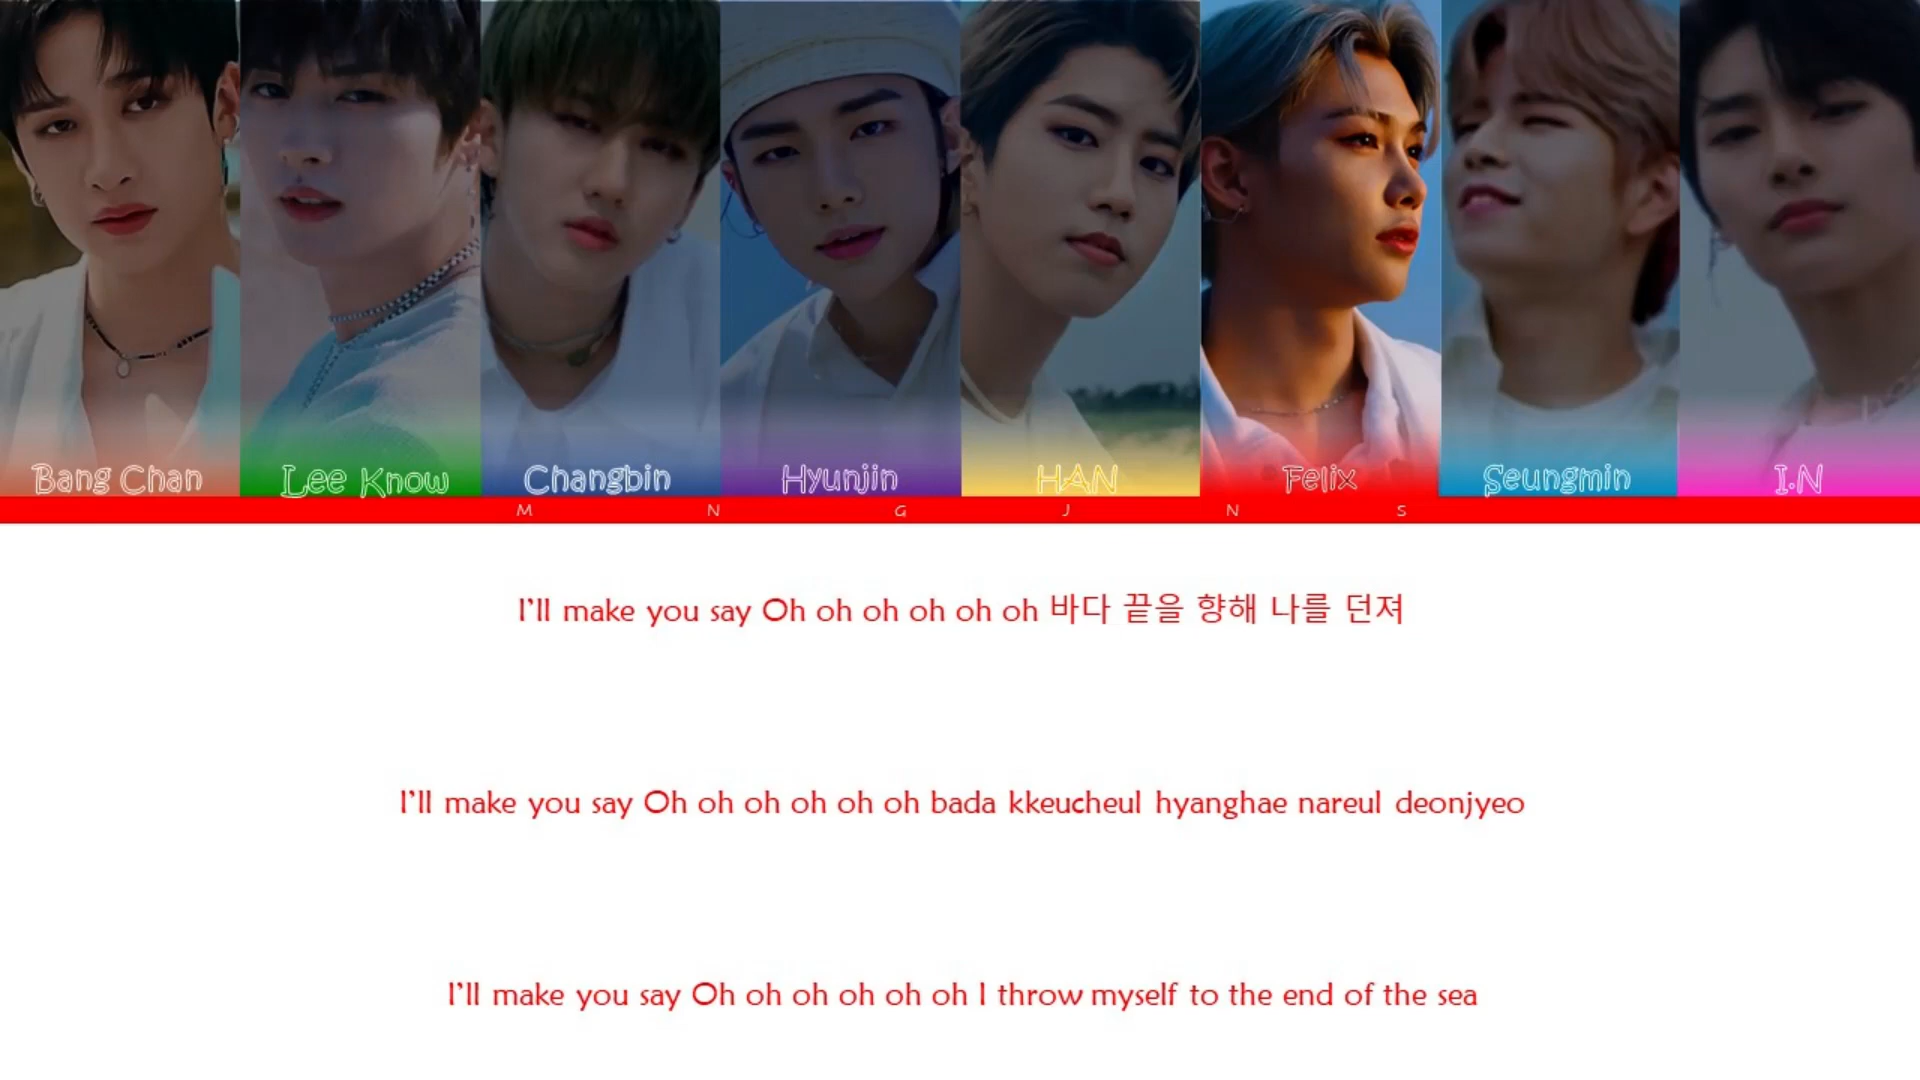 Bang Chan Lee Know Changbin Hyunjin HAN Felix Seungmin I.N
M N G J N S
I'll make you say Oh oh oh oh oh oh 바다 끝을 향해 나를 던져
I'll make you say Oh oh oh oh oh oh bada kkeucheul hyanghae nareul deonjyeo
I'll make you say Oh oh oh oh oh oh I throw myself to the end of the sea